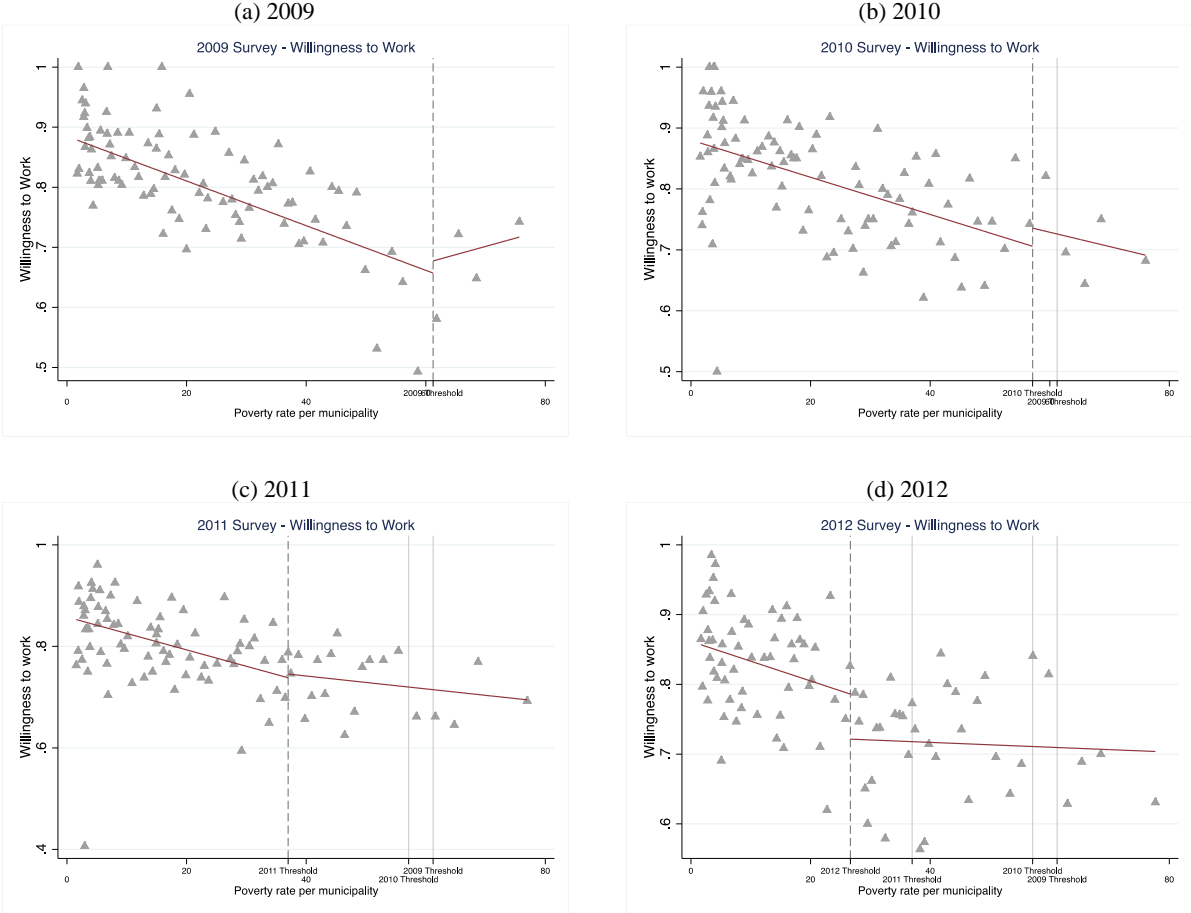 (a) 2009
2009 Survey - Willingness to Work
Willingness to Work
1
.9
.8
.7
.6
.5
0
20
40
60
80
2009 Threshold
Poverty rate per municipality
(b) 2010
2010 Survey - Willingness to Work
Willingness to work
1
.9
.8
.7
.6
.5
0
20
40
60
80
2010 Threshold
2009 Threshold
Poverty rate per municipality
(c) 2011
2011 Survey - Willingness to Work
Willingness to work
1
.8
.6
.4
0
20
40
80
2011 Threshold
2009 Threshold
2010 Threshold
Poverty rate per municipality
(d) 2012
2012 Survey - Willingness to Work
Willingness to work
1
.9
.8
.7
.6
0
20
40
80
2012 Threshold
2011 Threshold
2010 Threshold
2009 Threshold
Poverty rate per municipality